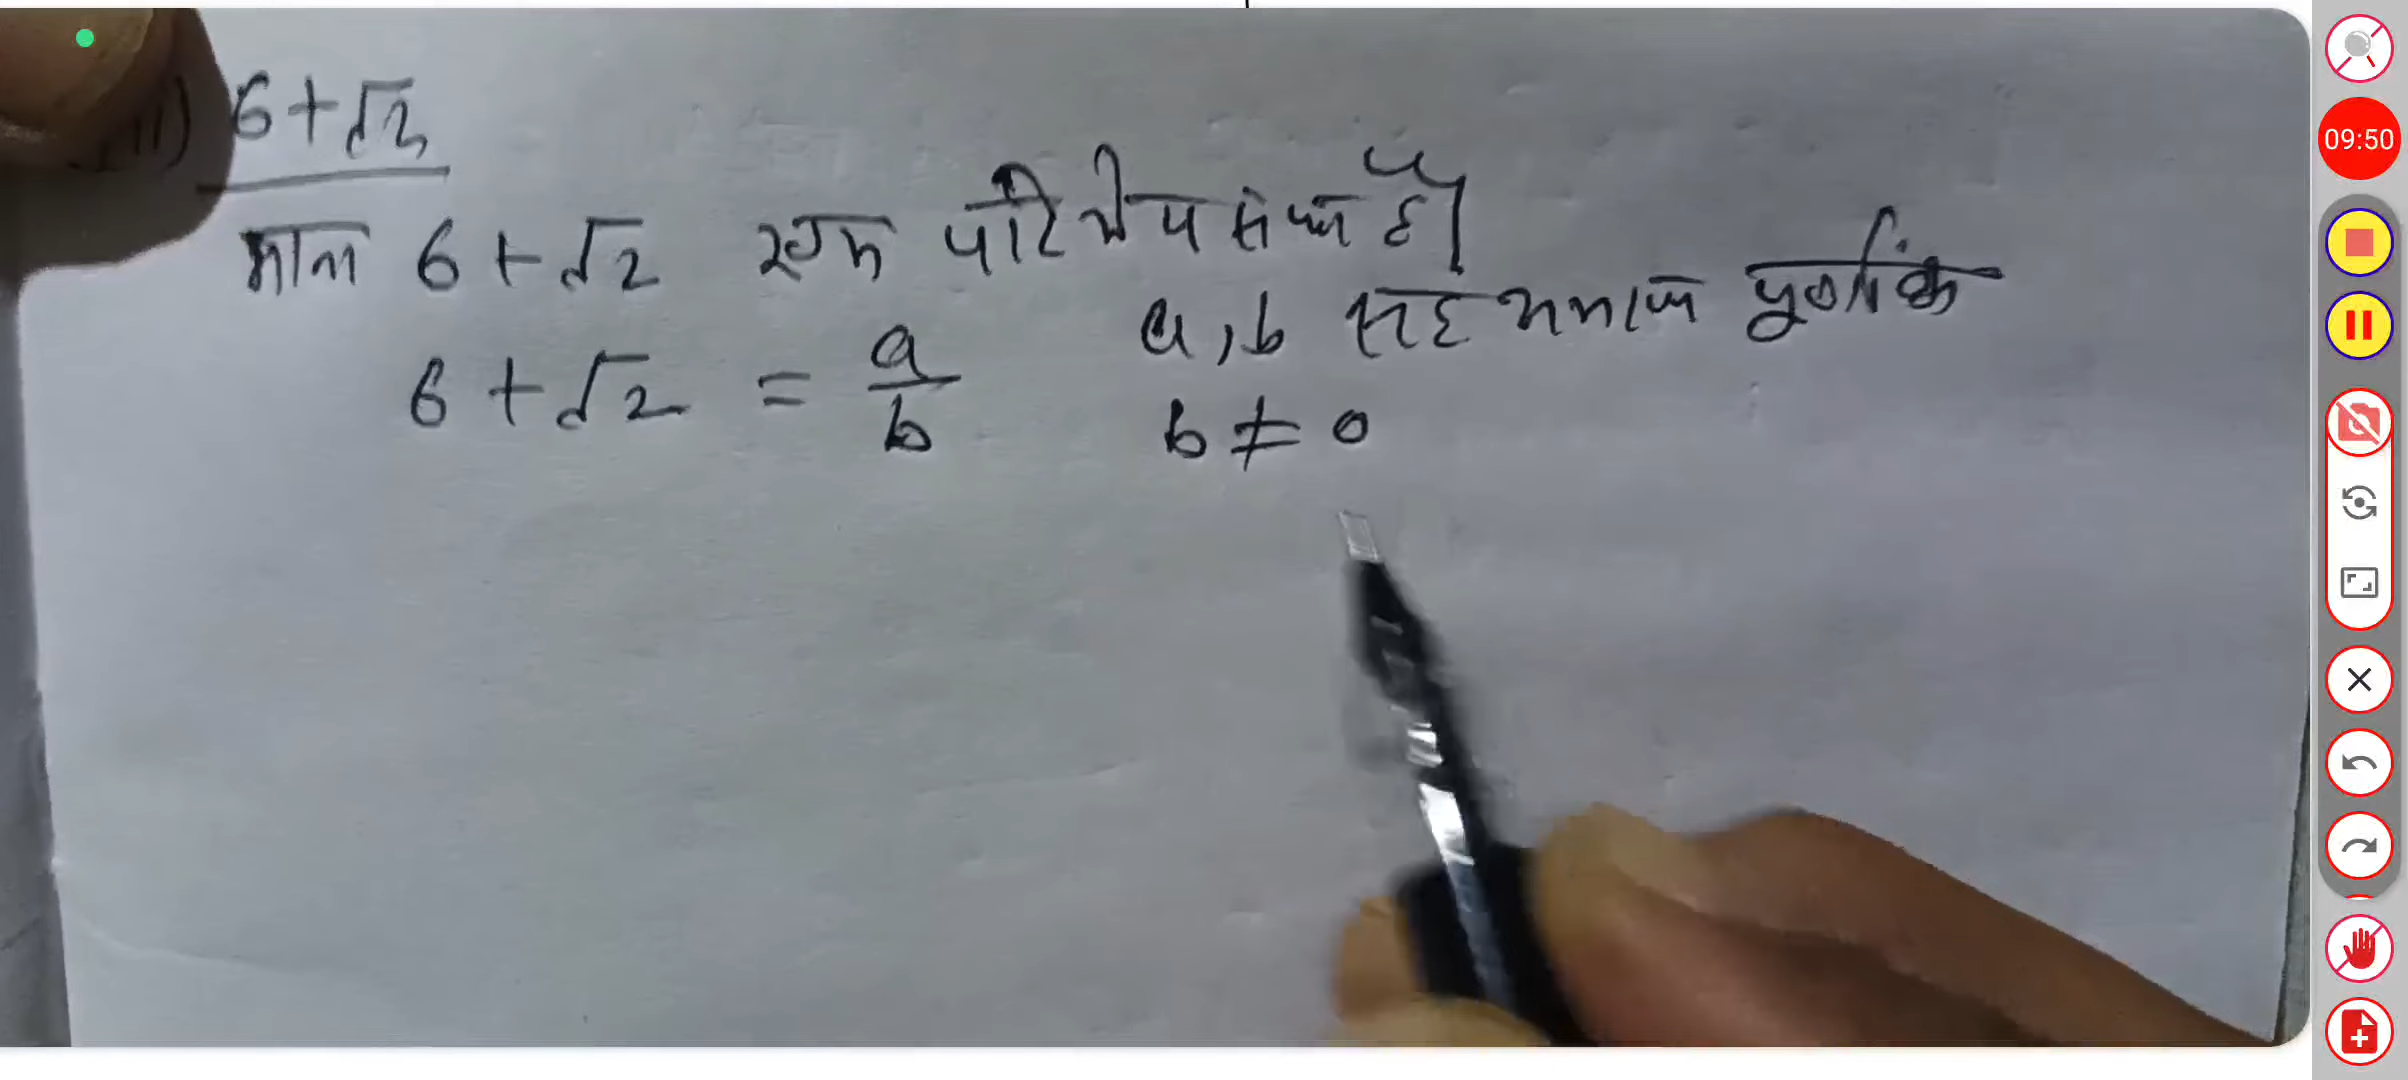 ii) 6+√2
माना 6+√2 एक परिमेय संख्या है।
a, b सह अभाज्य पूर्णांक
6+√2 = a/b
b ≠ 0
09:50